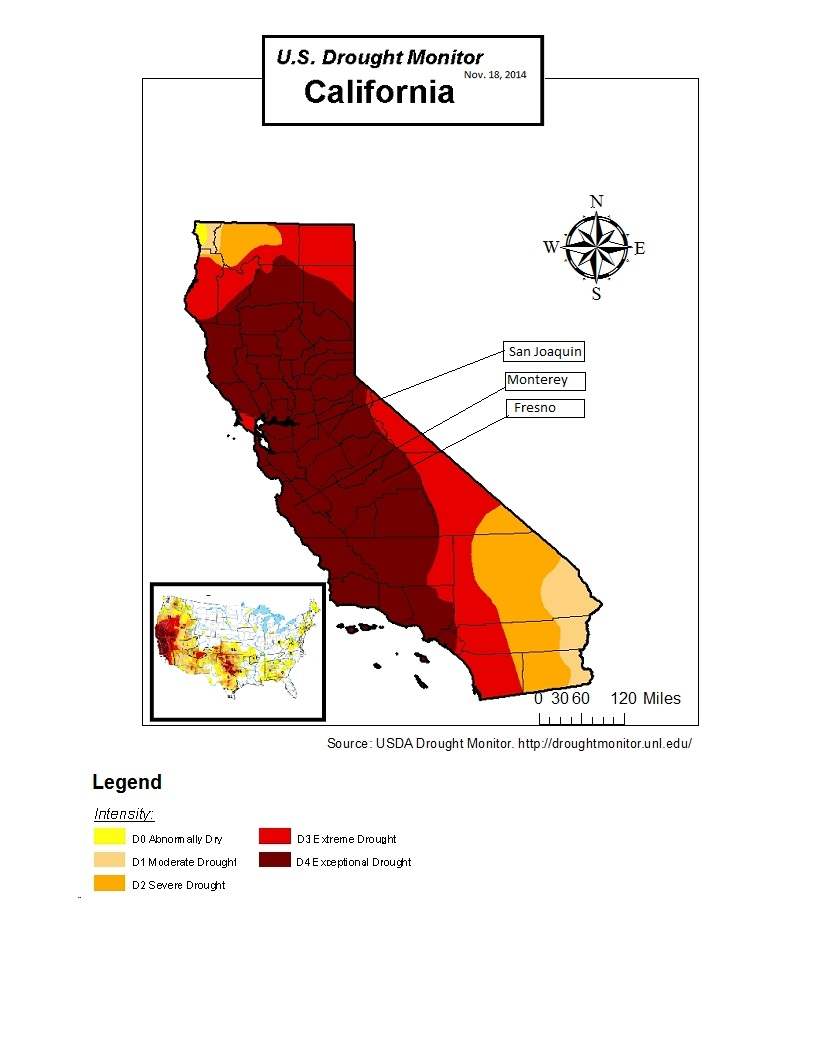 U.S. Drought Monitor
Nov. 18, 2014
California
N
W E
S
San Joaquin
Monterey
Fresno
0 30 60 120 Miles
Source: USDA Drought Monitor. http://droughtmonitor.unl.edu/
Legend
Intensity:
D0 Abnormally Dry
D1 Moderate Drought
D2 Severe Drought
D3 Extreme Drought
D4 Exceptional Drought